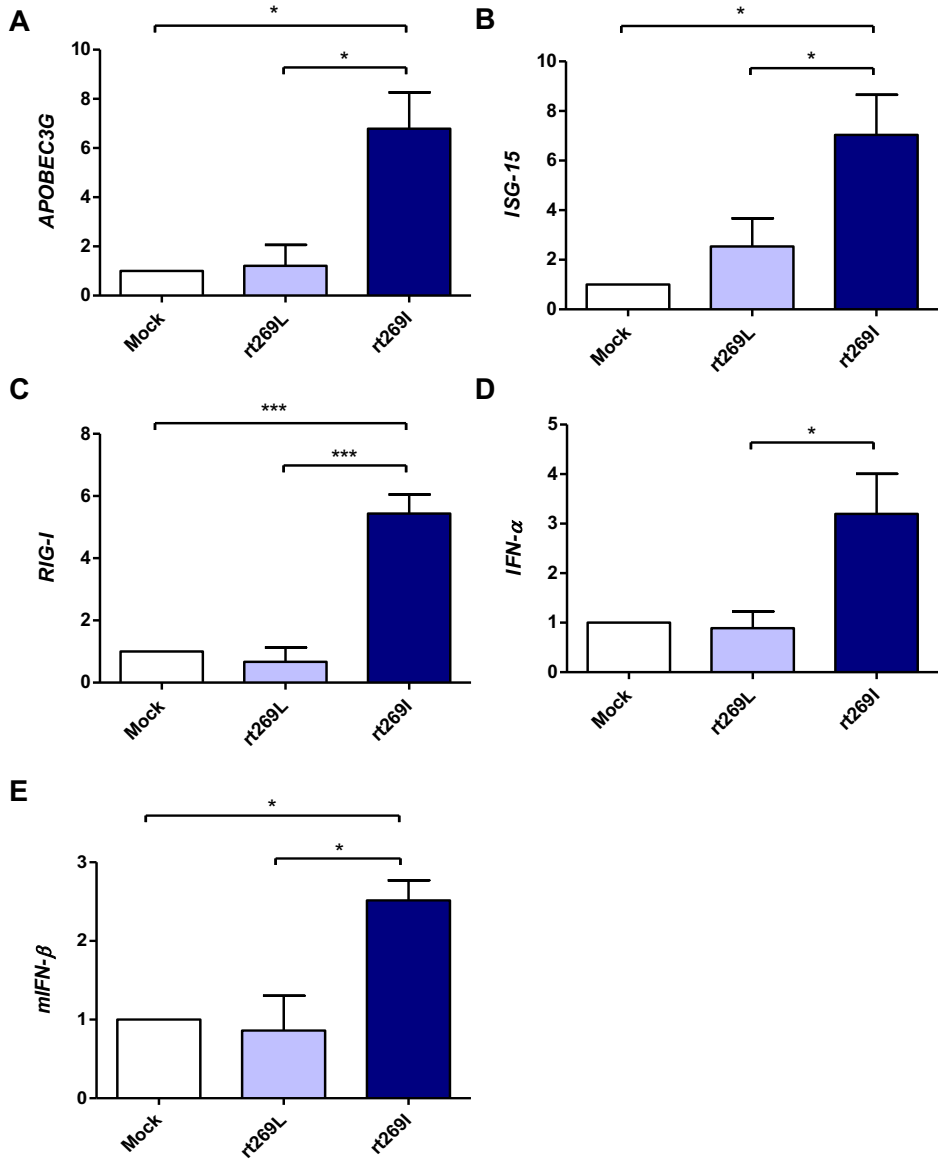 A
*
*
10
8
6
4
2
0
APOBEC3G
Mock
rt269L
rt269I
B
*
*
10
8
6
4
2
0
ISG-15
Mock
rt269L
rt269I
C
***
***
8
6
4
2
0
RIG-I
Mock
rt269L
rt269I
D
*
5
4
3
2
1
0
IFN-α
Mock
rt269L
rt269I
E
*
*
3
2
1
0
mIFN-β
Mock
rt269L
rt269I